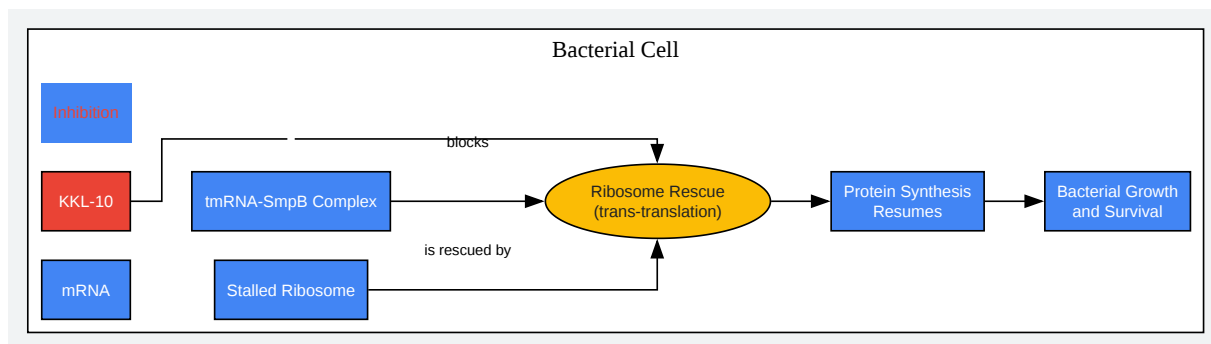 Bacterial Cell
Inhibition
blocks
KKL-10
tmRNA-SmpB Complex
Ribosome Rescue
(trans-translation)
Protein Synthesis
Resumes
Bacterial Growth
and Survival
is rescued by
mRNA
Stalled Ribosome